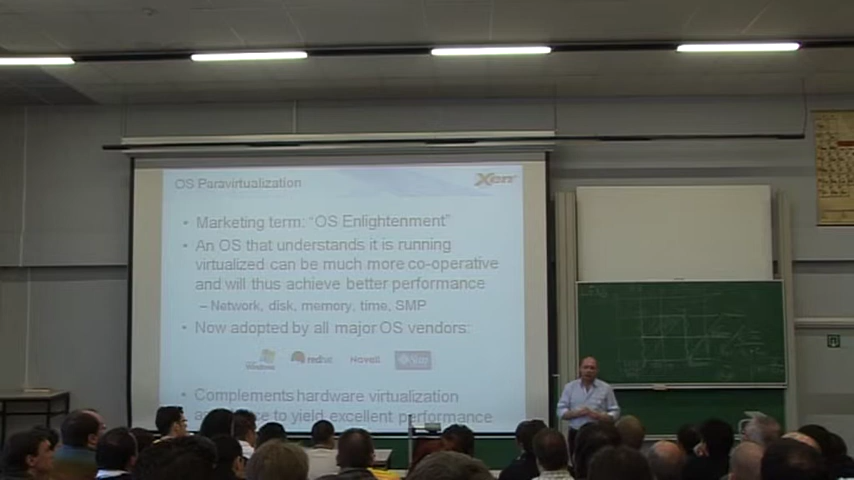 OS Paravirtualization
Xen
• Marketing term: "OS Enlightenment"
• An OS that understands it is running
virtualized can be much more co-operative
and will thus achieve better performance
– Network, disk, memory, time, SMP
• Now adopted by all major OS vendors:
Windows redhat Novell Sun
• Complements hardware virtualization
to yield excellent performance